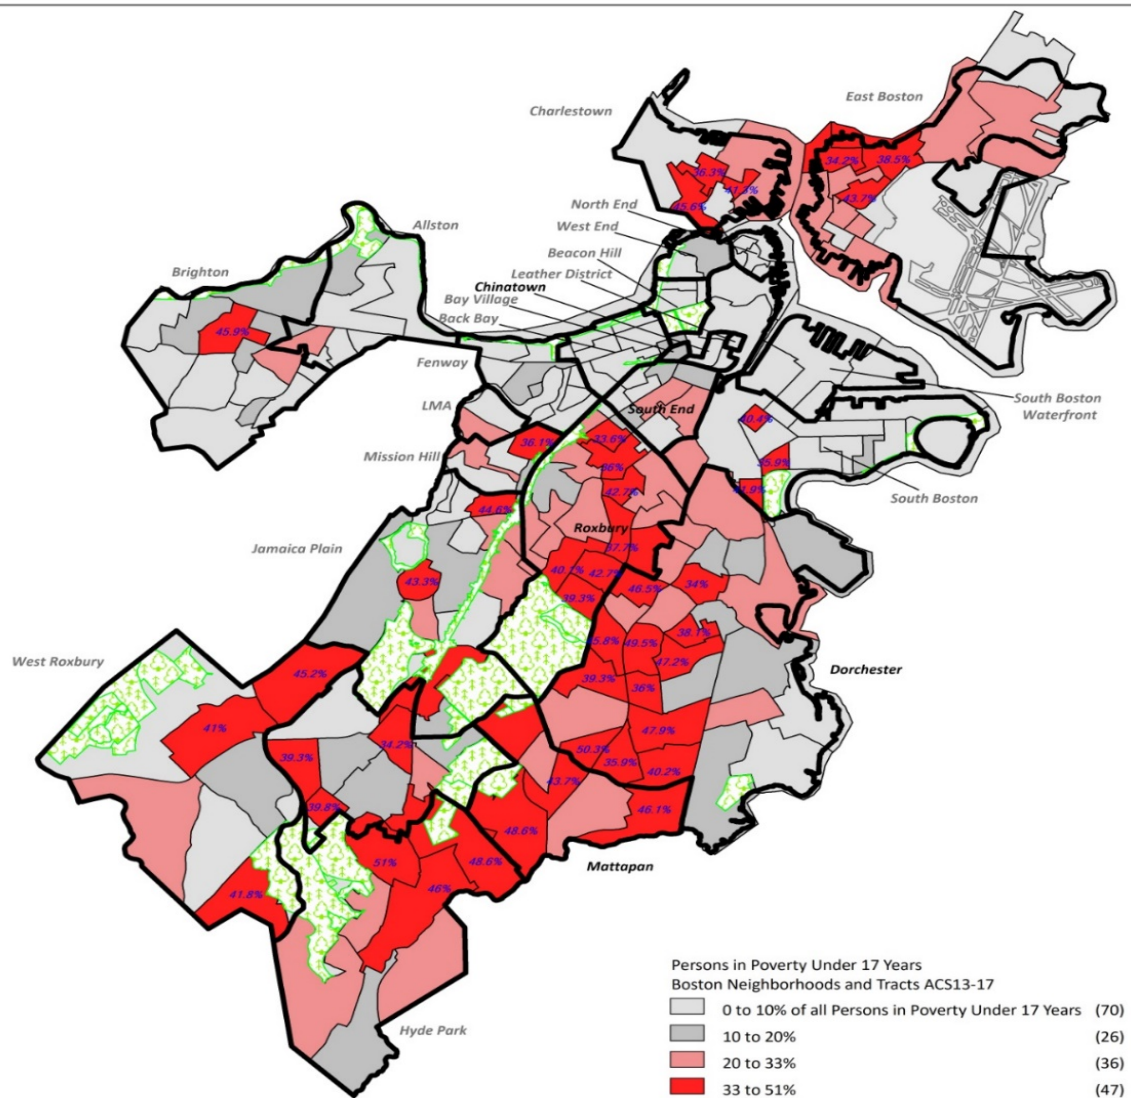 East Boston
Charlestown
34.2%
38.5%
36.3%
43.7%
41.3%
45.6%
North End
West End
Allston
Beacon Hill
Brighton
Leather District
Chinatown
Bay Village
Back Bay
45.9%
Fenway
South Boston
Waterfront
LMA
South End
40.4%
36.1%
33.6%
Mission Hill
36%
35.9%
42.7%
South Boston
44.6%
Roxbury
Jamaica Plain
37.7%
40.1%
42.7%
43.3%
46.5%
34%
39.3%
38.1%
49.5%
West Roxbury
47.2%
Dorchester
45.2%
39.3%
36%
41%
47.9%
34.2%
39.3%
50.3%
35.9%
40.2%
43.7%
39.8%
46.1%
48.6%
51%
48.6%
Mattapan
46%
41.8%
Hyde Park
Persons in Poverty Under 17 Years
Boston Neighborhoods and Tracts ACS13-17
0 to 10% of all Persons in Poverty Under 17 Years (70)
10 to 20% (26)
20 to 33% (36)
33 to 51% (47)